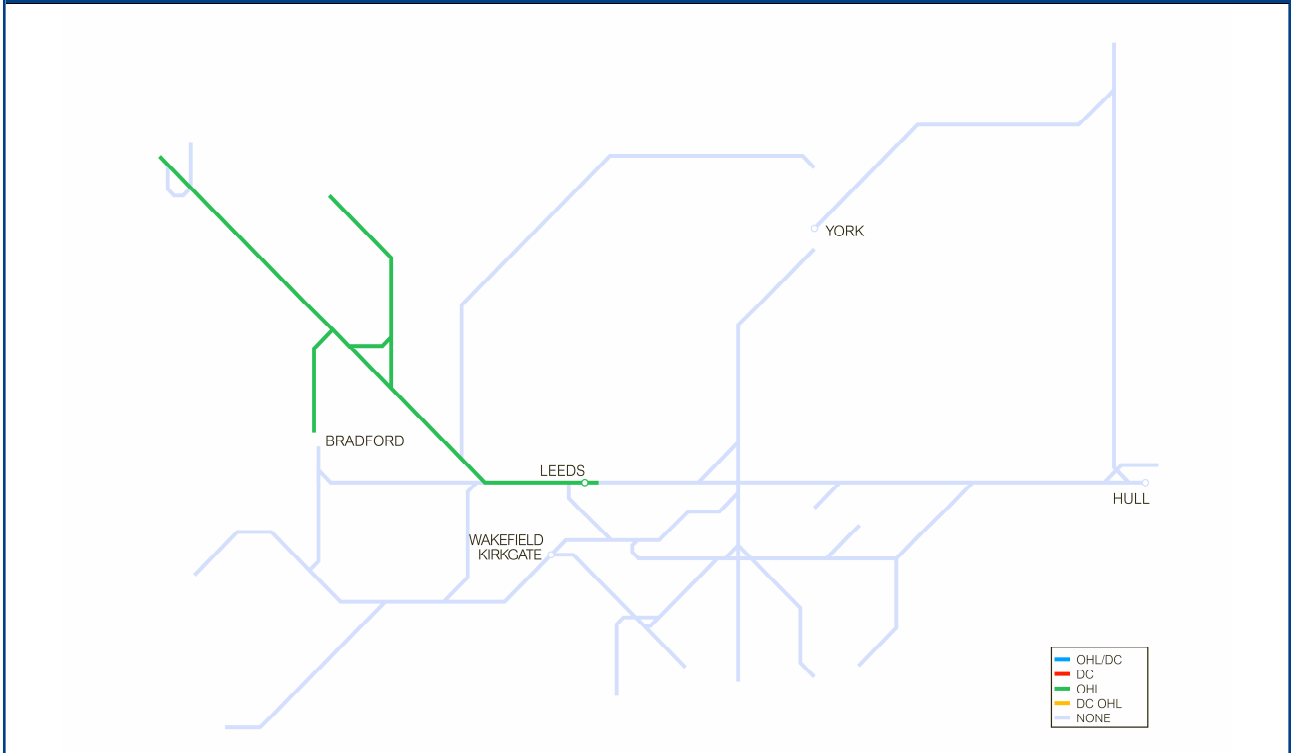 YORK
BRADFORD
LEEDS
HULL
WAKEFIELD
KIRKGATE
OHL/DC
DC
OHL
DC OHL
NONE